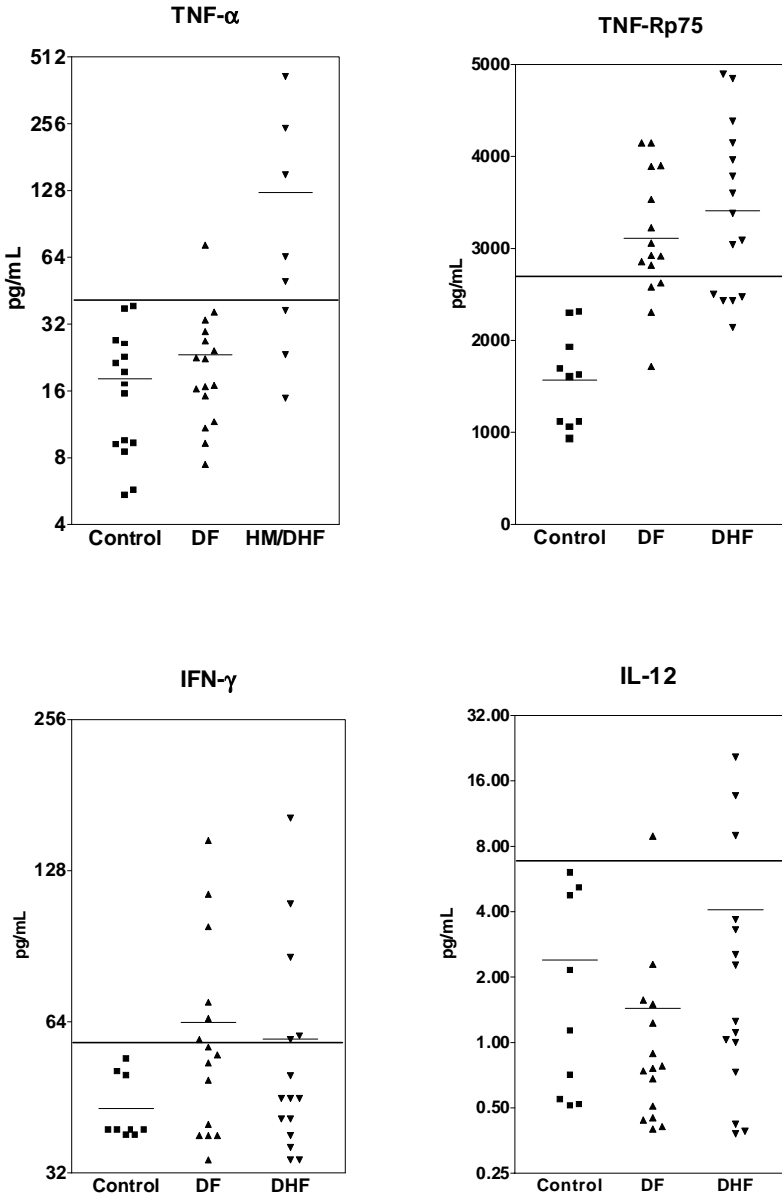 TNF-α
512
256
128
64
32
16
8
4
pg/mL
Control DF HM/DHF
TNF-Rp75
5000
4000
3000
2000
1000
0
pg/mL
Control DF DHF
IFN-γ
256
128
64
32
pg/mL
Control DF DHF
IL-12
32.00
16.00
8.00
4.00
2.00
1.00
0.50
0.25
pg/mL
Control DF DHF